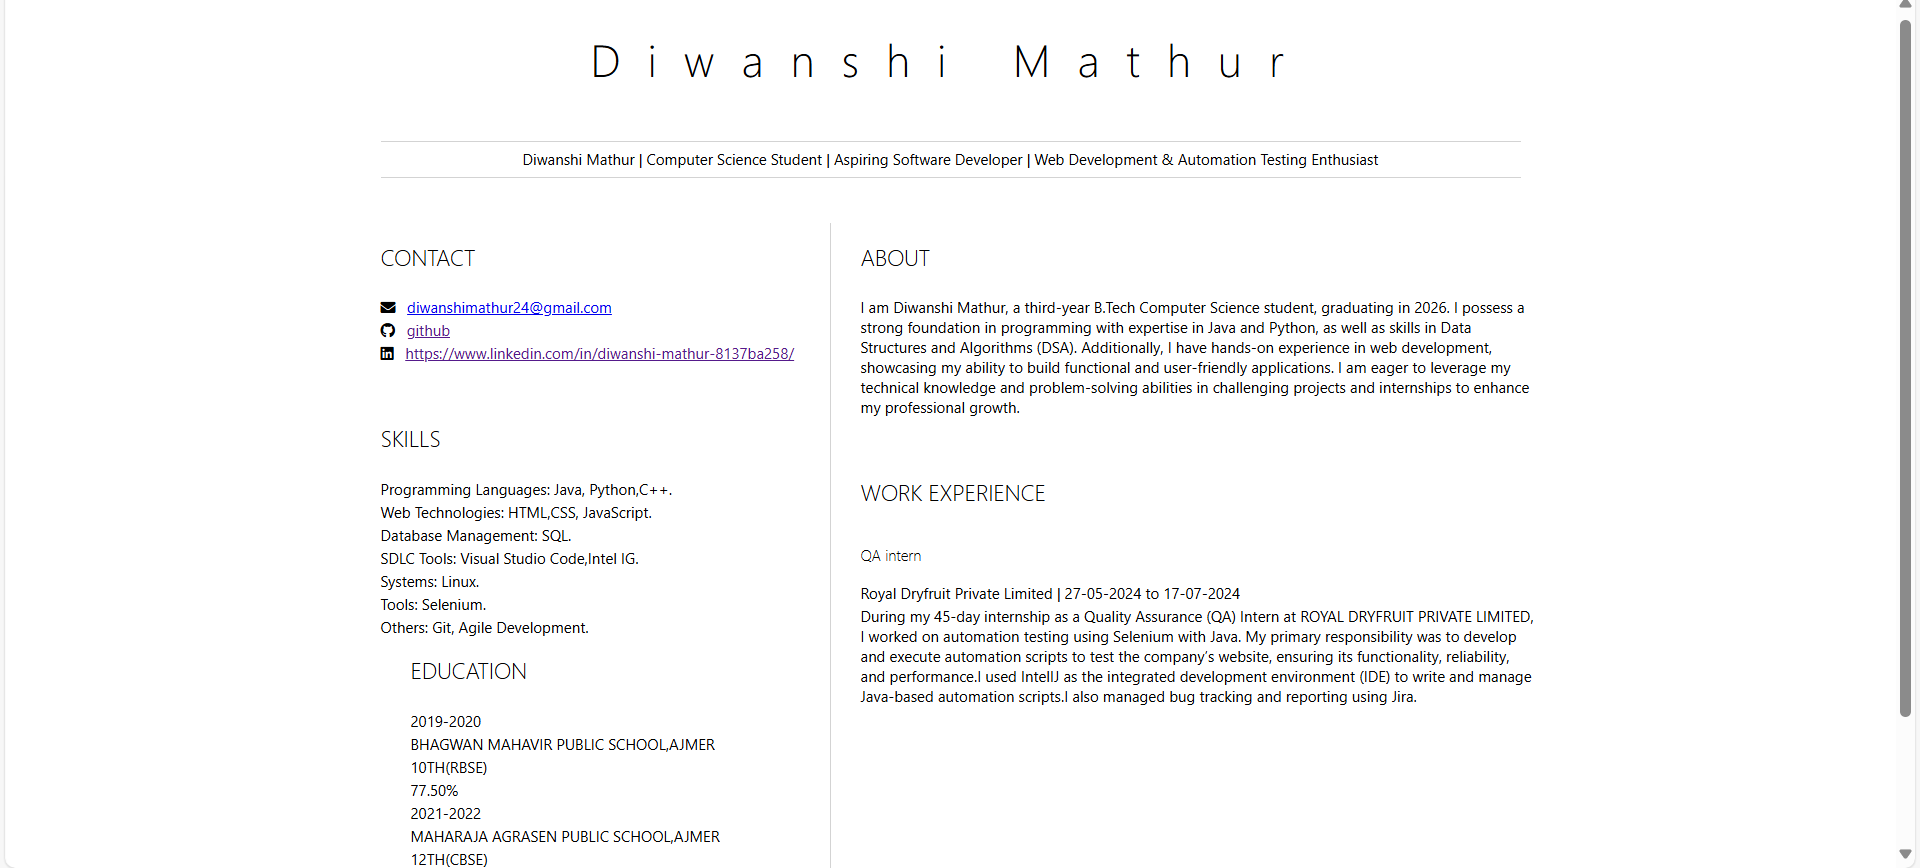 Diwanshi Mathur
Diwanshi Mathur | Computer Science Student | Aspiring Software Developer | Web Development & Automation Testing Enthusiast
CONTACT
diwanshimathur24@gmail.com
github
https://www.linkedin.com/in/diwanshi-mathur-8137ba258/
SKILLS
Programming Languages: Java, Python,C++.
Web Technologies: HTML,CSS, JavaScript.
Database Management: SQL.
SDLC Tools: Visual Studio Code,Intel IG.
Systems: Linux.
Tools: Selenium.
Others: Git, Agile Development.
EDUCATION
2019-2020
BHAGWAN MAHAVIR PUBLIC SCHOOL,AJMER
10TH(RBSE)
77.50%
2021-2022
MAHARAJA AGRASEN PUBLIC SCHOOL,AJMER
12TH(CBSE)
ABOUT
I am Diwanshi Mathur, a third-year B.Tech Computer Science student, graduating in 2026. I possess a
strong foundation in programming with expertise in Java and Python, as well as skills in Data
Structures and Algorithms (DSA). Additionally, I have hands-on experience in web development,
showcasing my ability to build functional and user-friendly applications. I am eager to leverage my
technical knowledge and problem-solving abilities in challenging projects and internships to enhance
my professional growth.
WORK EXPERIENCE
QA intern
Royal Dryfruit Private Limited | 27-05-2024 to 17-07-2024
During my 45-day internship as a Quality Assurance (QA) Intern at ROYAL DRYFRUIT PRIVATE LIMITED,
I worked on automation testing using Selenium with Java. My primary responsibility was to develop
and execute automation scripts to test the company's website, ensuring its functionality, reliability,
and performance.I used IntellJ as the integrated development environment (IDE) to write and manage
Java-based automation scripts.I also managed bug tracking and reporting using Jira.